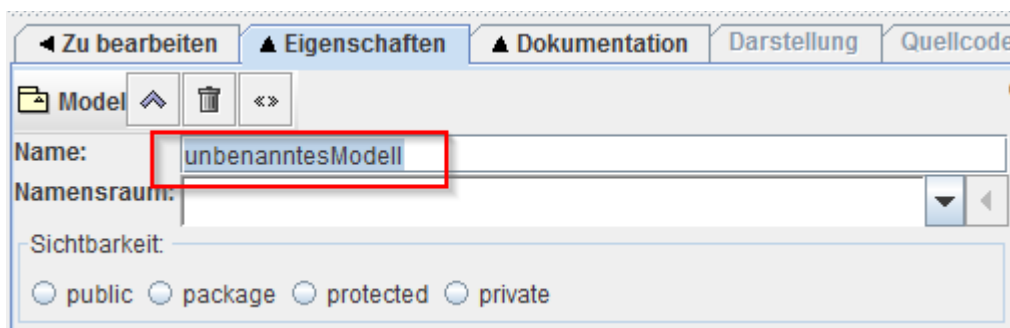 ◄ Zu bearbeiten ▲ Eigenschaften ▲ Dokumentation Darstellung Quellcode
Model «»
Name: unbenanntesModell
Namensraum:
Sichtbarkeit:
public package protected private